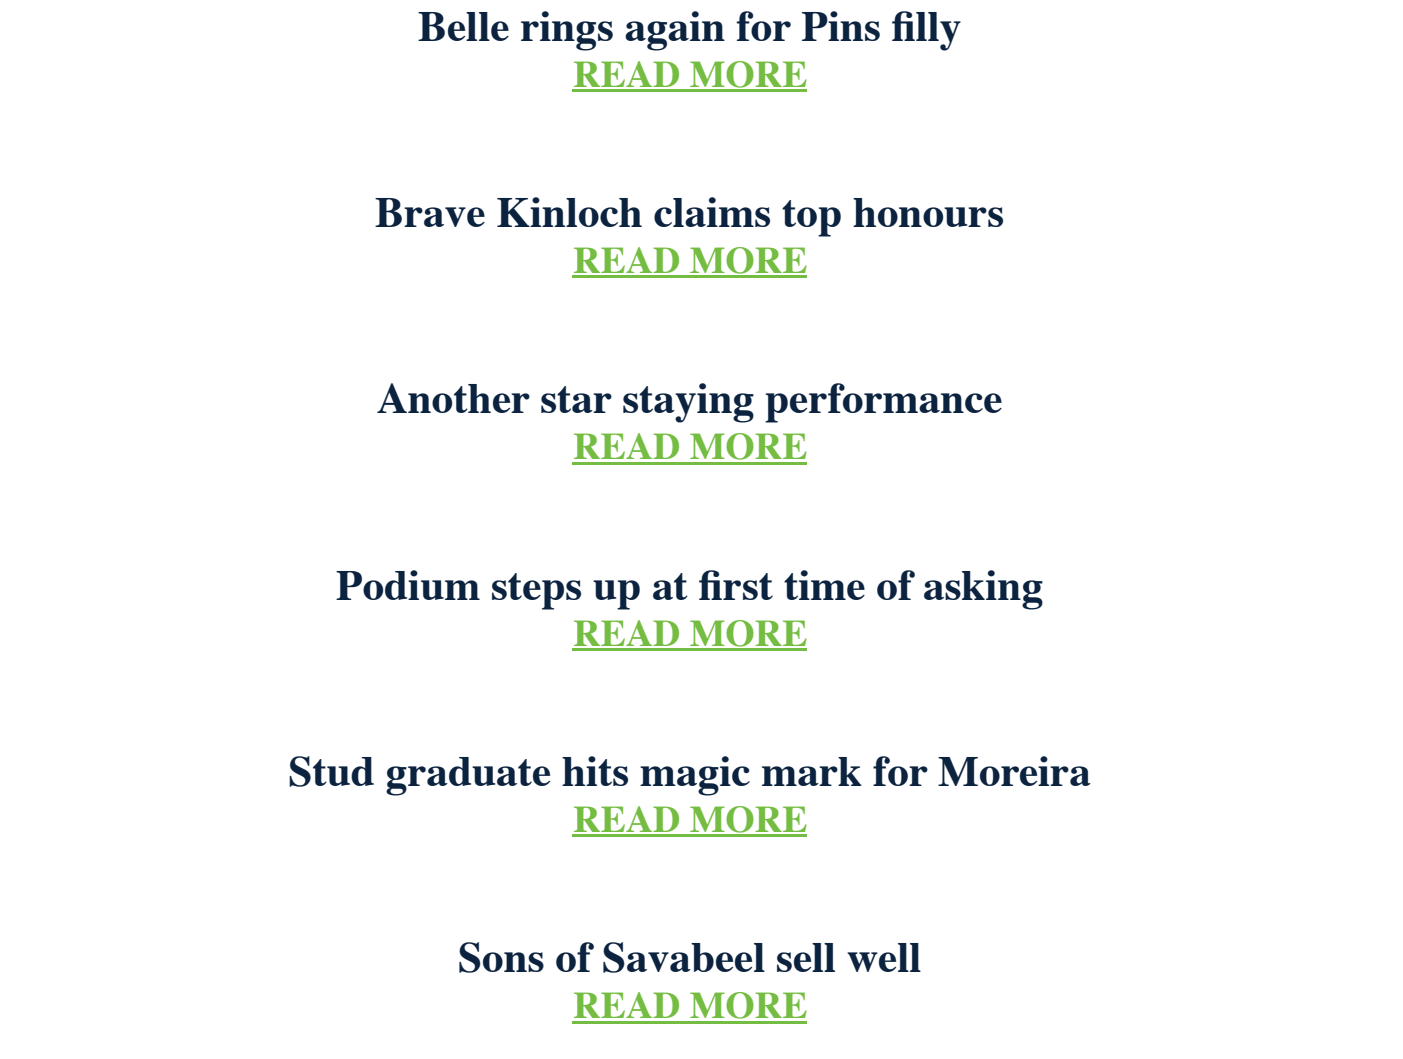 Belle rings again for Pins filly
READ MORE
Brave Kinloch claims top honours
READ MORE
Another star staying performance
READ MORE
Podium steps up at first time of asking
READ MORE
Stud graduate hits magic mark for Moreira
READ MORE
Sons of Savabeel sell well
READ MORE